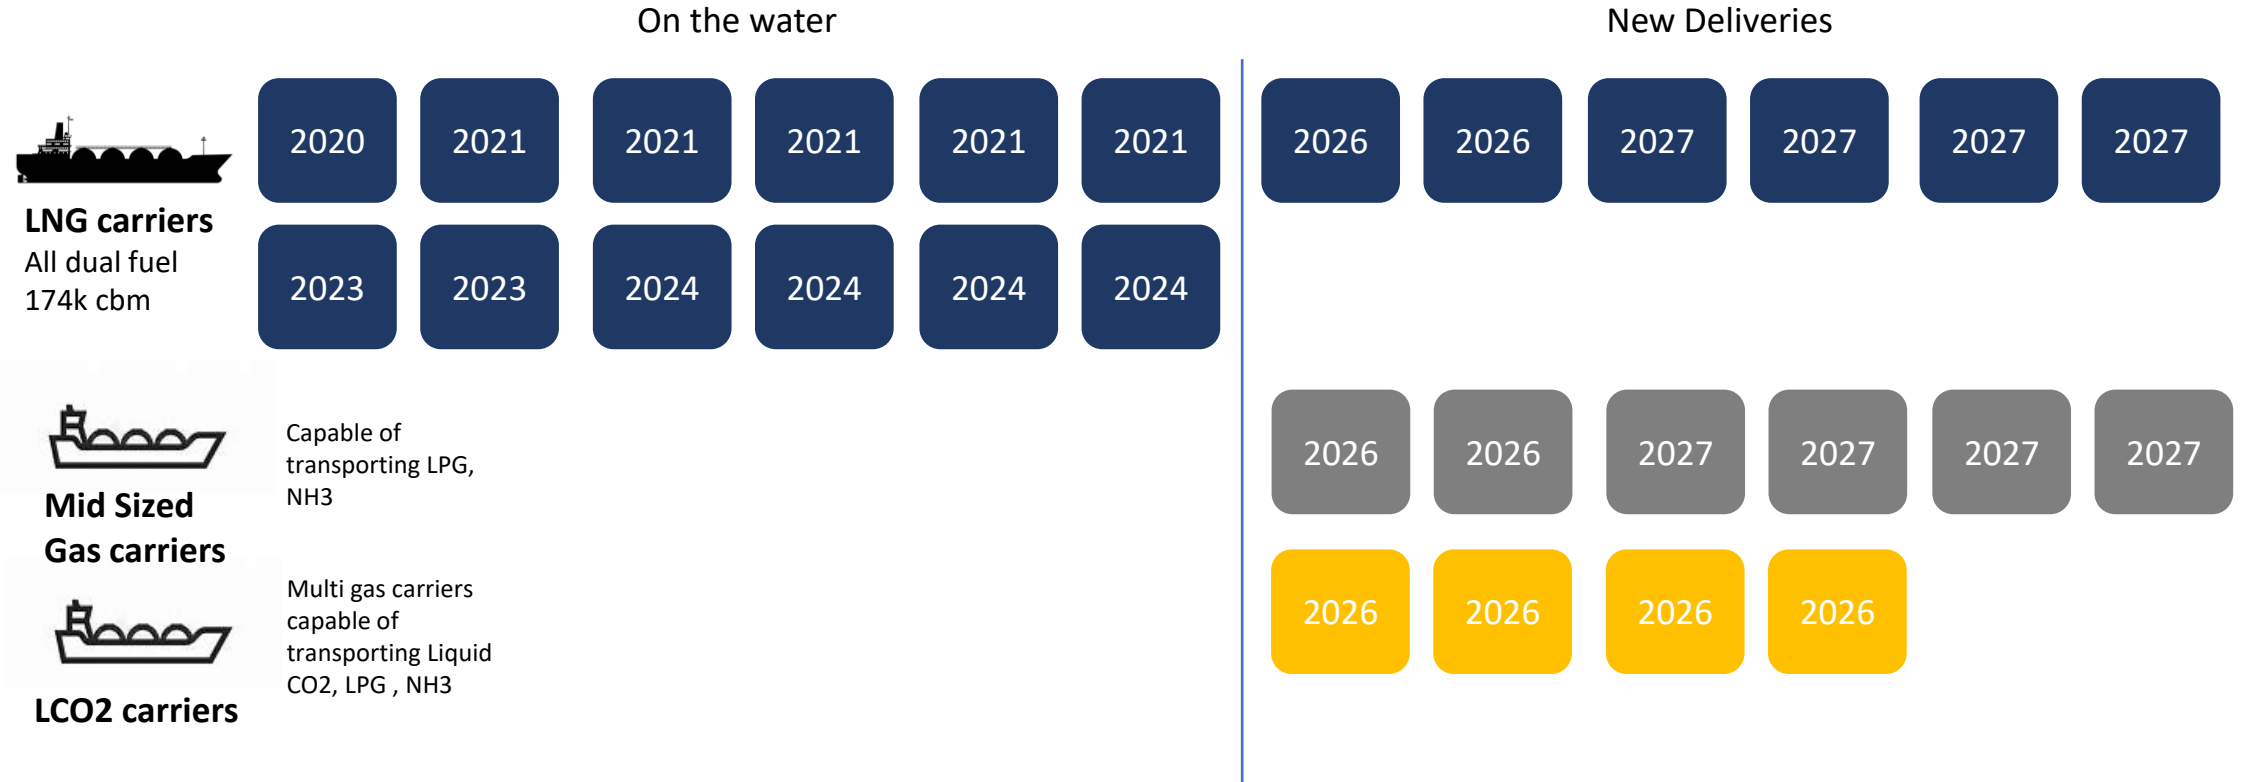 On the water
New Deliveries
2020 2021 2021 2021 2021 2021 2026 2026 2027 2027 2027 2027
LNG carriers
All dual fuel
174k cbm
2023 2023 2024 2024 2024 2024
Mid Sized
Gas carriers
Capable of
transporting LPG,
NH3
2026 2026 2027 2027 2027 2027
LCO2 carriers
Multi gas carriers
capable of
transporting Liquid
CO2, LPG , NH3
2026 2026 2026 2026